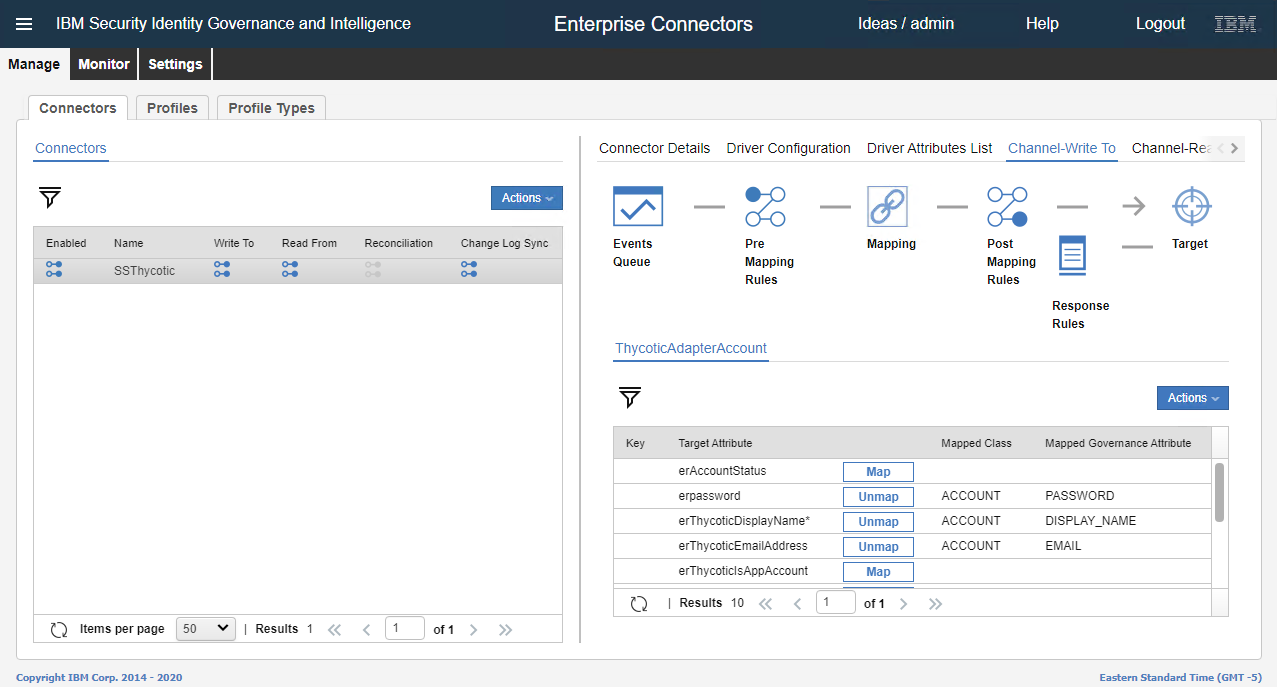 IBM Security Identity Governance and Intelligence
Enterprise Connectors
Ideas / admin
Help
Logout
IBM
Manage
Monitor
Settings
Connectors
Profiles
Profile Types
Connectors
Actions
Enabled Name Write To Read From Reconciliation Change Log Sync
SSThycotic
Items per page 50 | Results 1 1 of 1
Connector Details Driver Configuration Driver Attributes List Channel-Write To Channel-Rea
Events
Queue
Pre
Mapping
Rules
Mapping
Post
Mapping
Rules
Response
Rules
Target
ThycoticAdapterAccount
Actions
Key Target Attribute Mapped Class Mapped Governance Attribute
erAccountStatus Map
erpassword Unmap ACCOUNT PASSWORD
erThycoticDisplayName* Unmap ACCOUNT DISPLAY_NAME
erThycoticEmailAddress Unmap ACCOUNT EMAIL
erThycoticIsAppAccount Map
| Results 10 1 of 1
Copyright IBM Corp. 2014 - 2020
Eastern Standard Time (GMT -5)